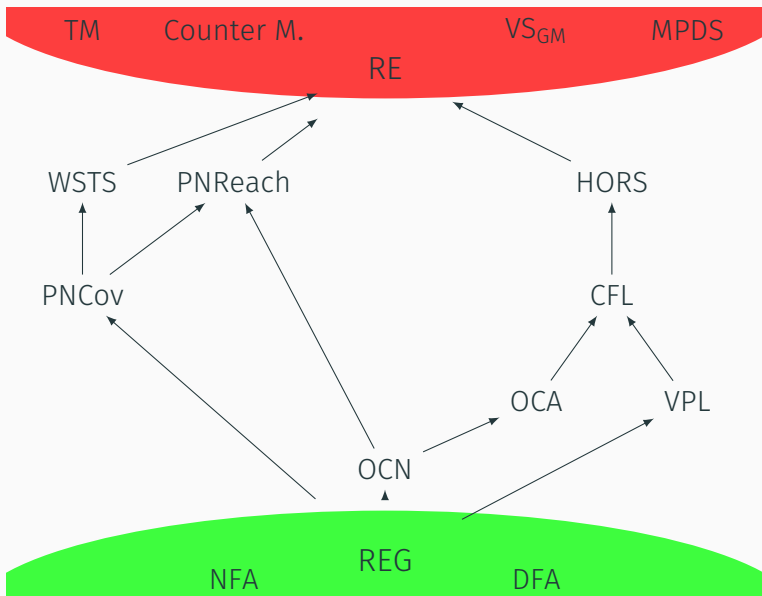 TM Counter M. VS_GM MPDS
RE
WSTS PNReach HORS
PNCov CFL
OCA VPL
OCN
REG
NFA DFA